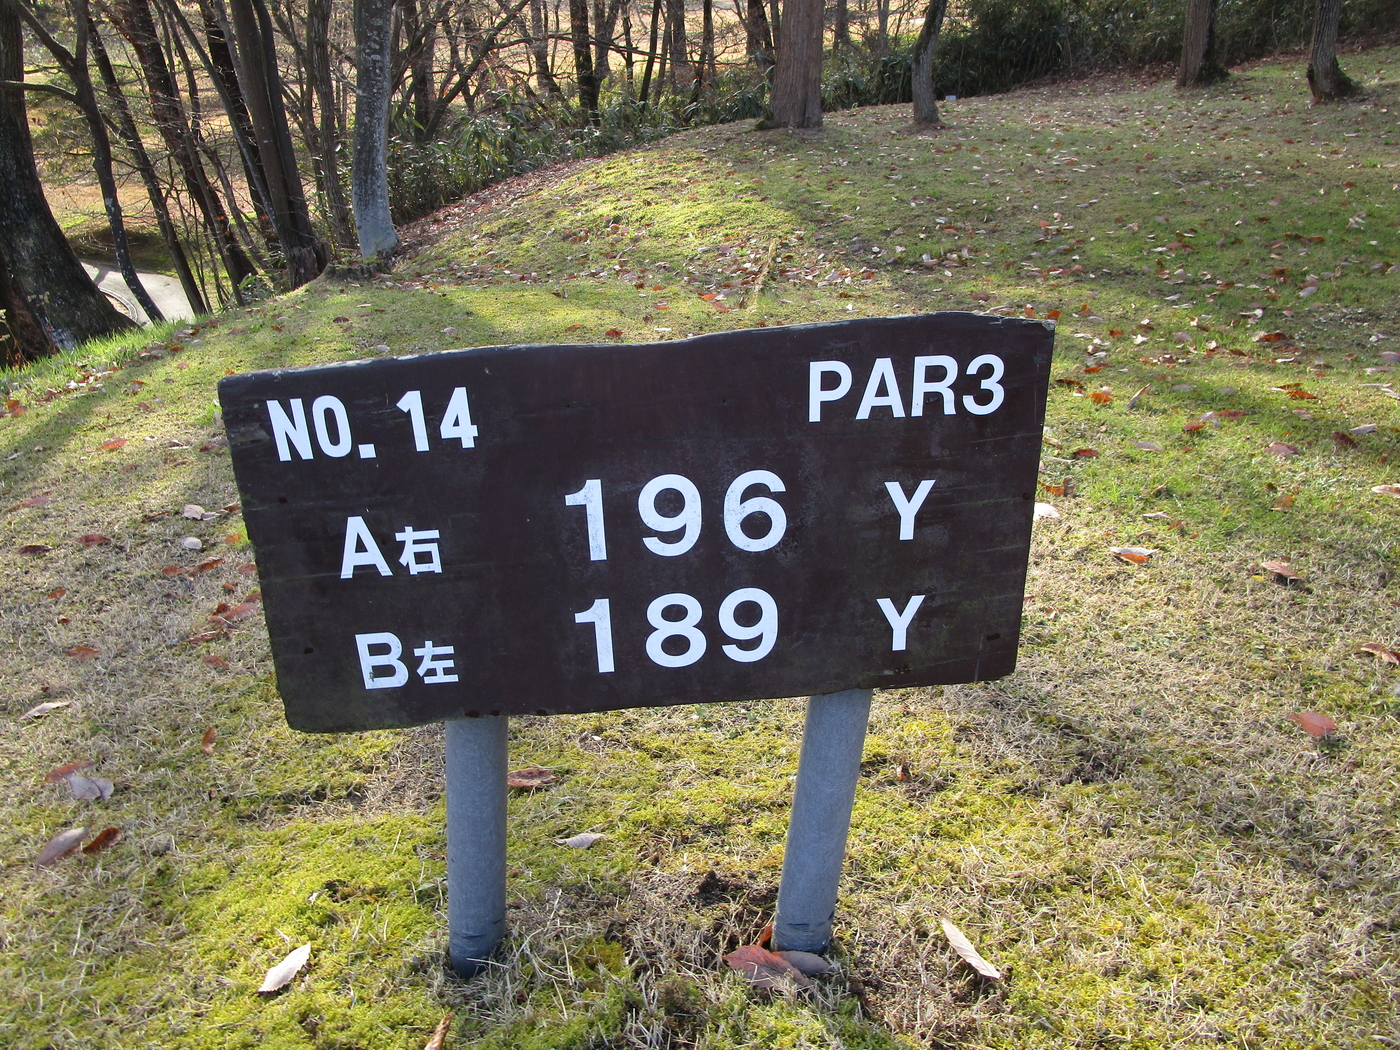 NO. 14 PAR3
A右 196 Y
B左 189 Y